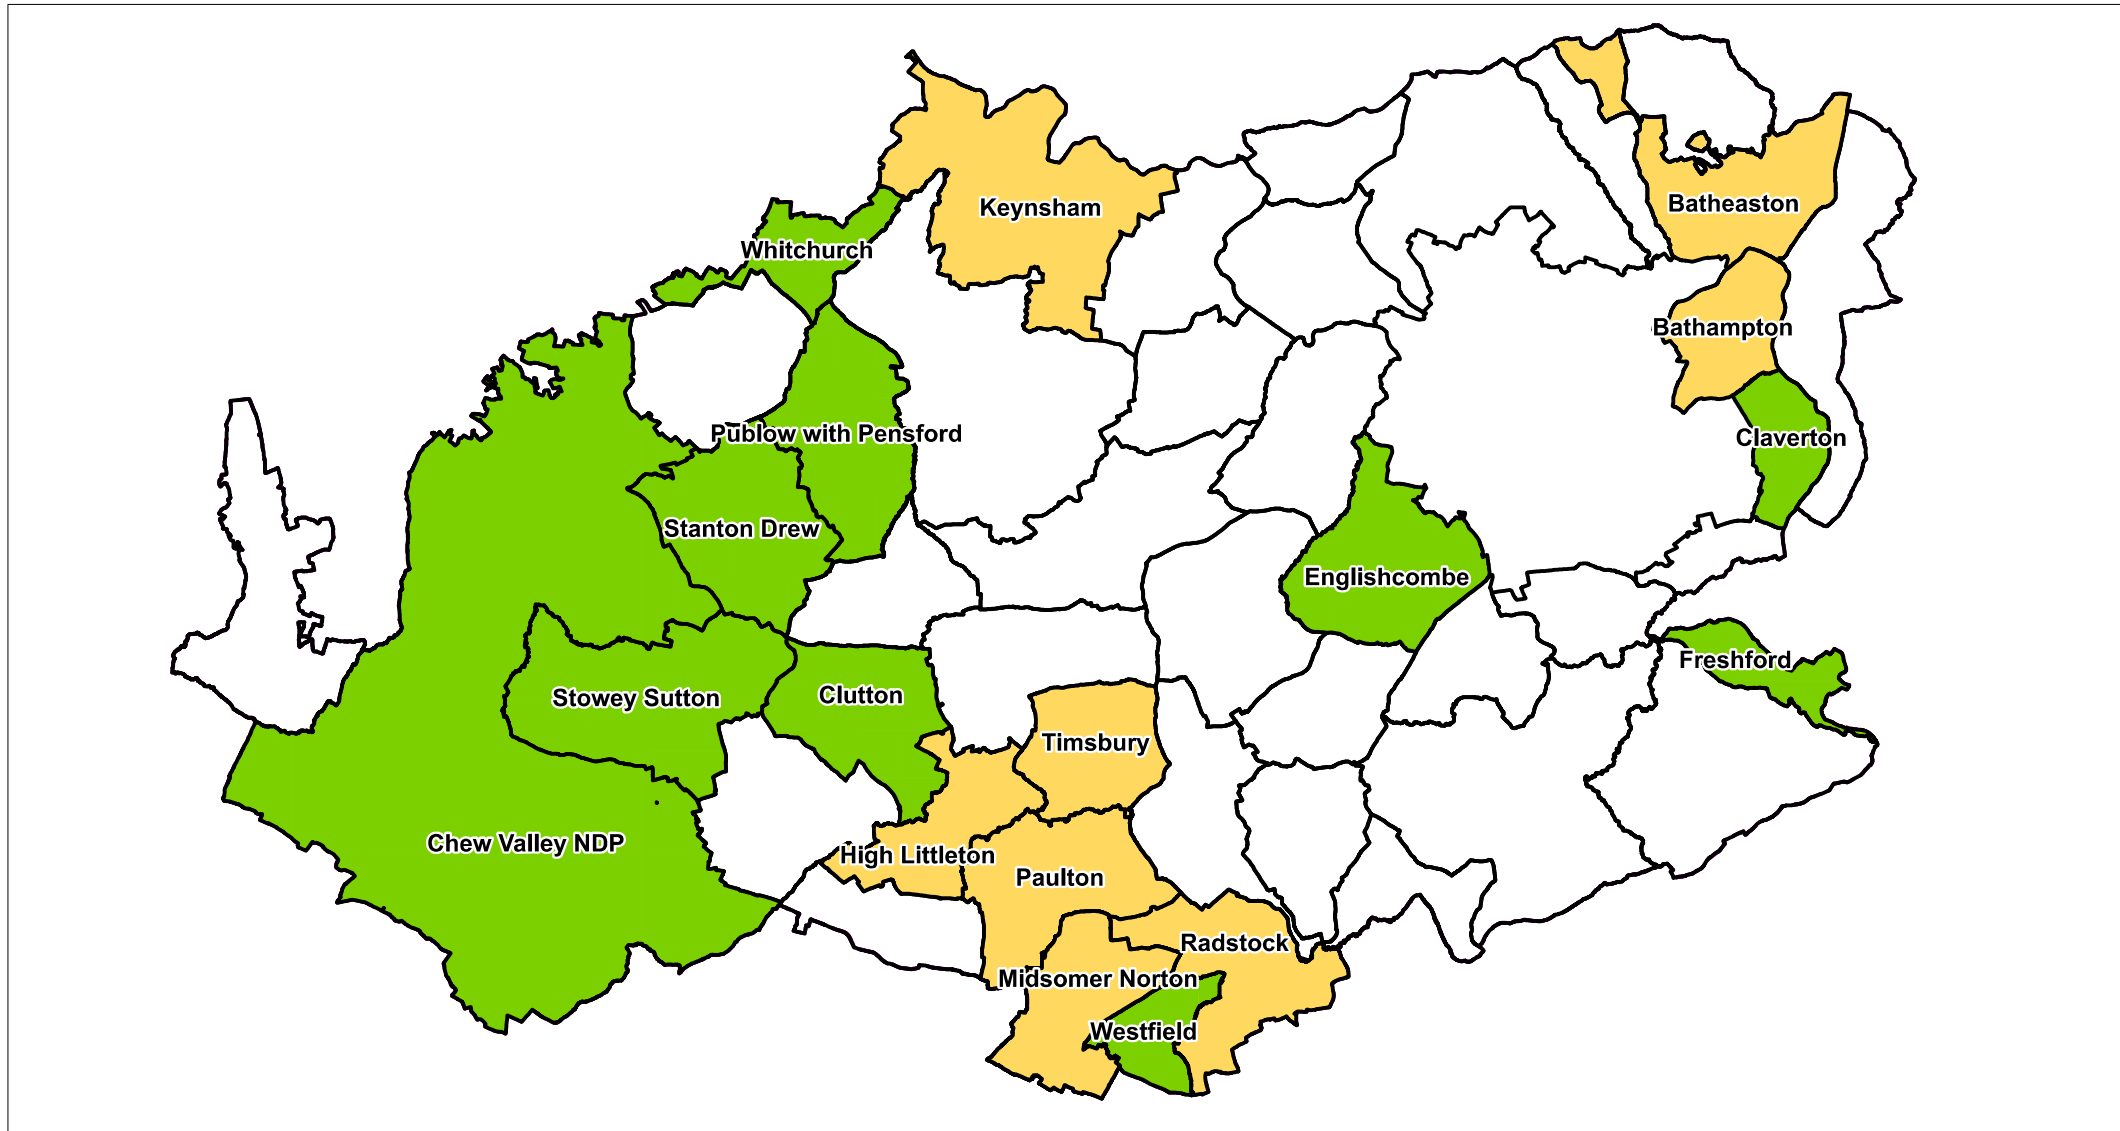 Batheaston
Keynsham
Whitchurch
Bathampton
Publow with Pensford
Claverton
Stanton Drew
Englishcombe
Freshford
Stowey Sutton
Clutton
Timsbury
Chew Valley NDP
High Littleton
Paulton
Radstock
Midsomer Norton
Westfield